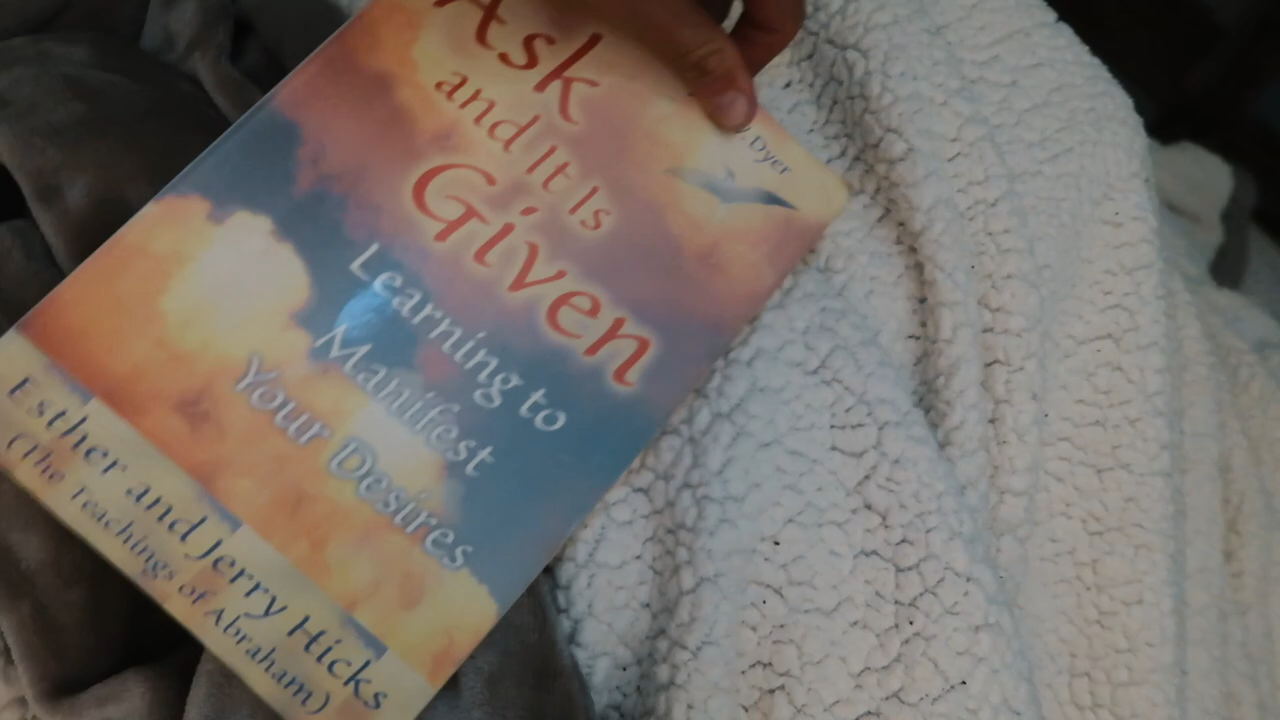 Dyer
Ask
and It Is
Given
Learning to
Manifest
Your Desires
Esther and Jerry Hicks
(The Teachings of Abraham)